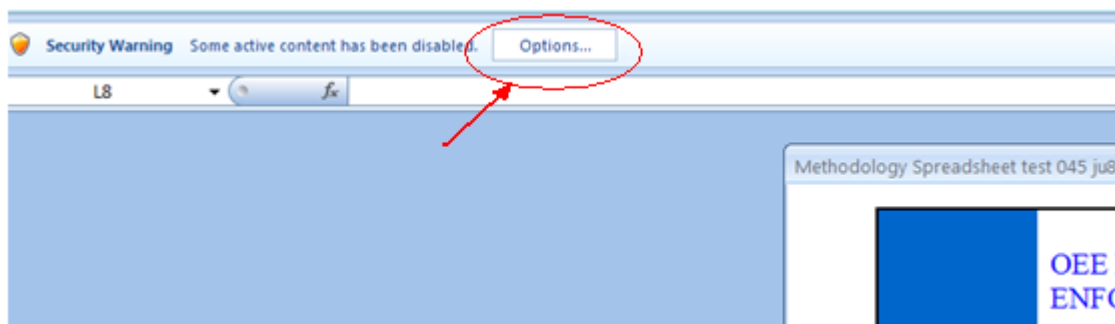 Security Warning Some active content has been disabled. Options...
L8 fx
Methodology Spreadsheet test 045 ju8
OEE
ENFO